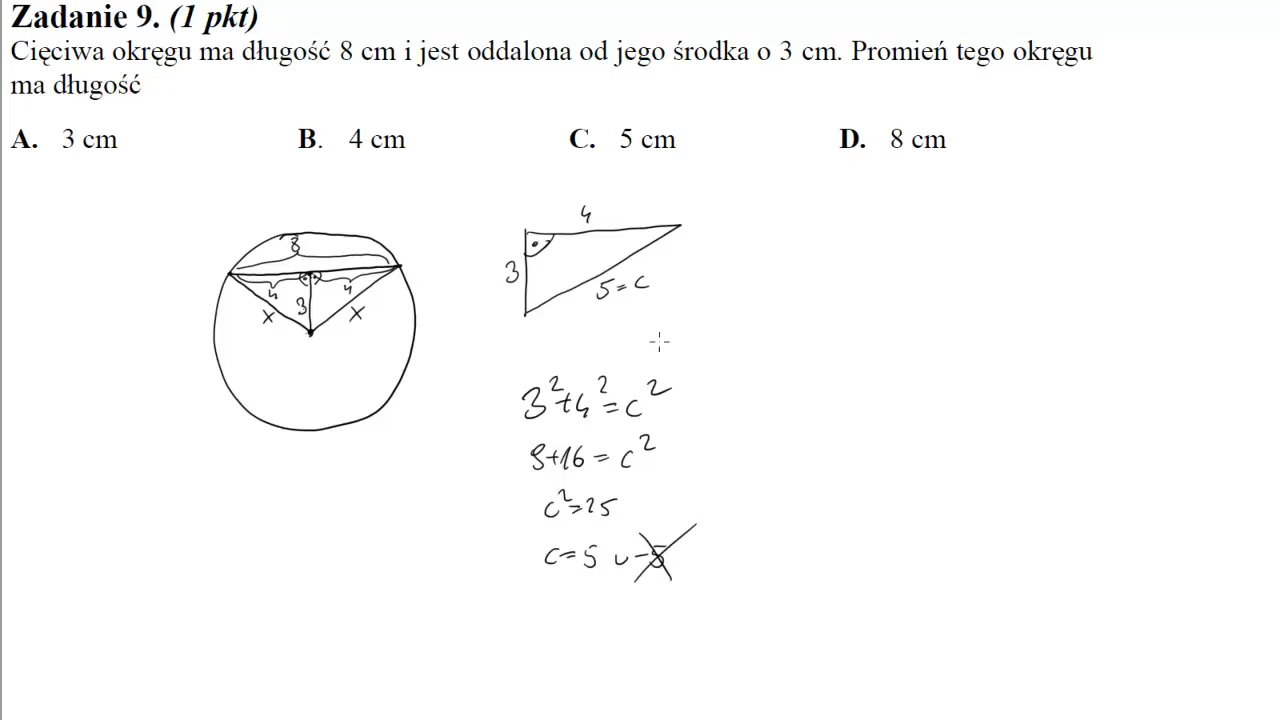 Zadanie 9. (1 pkt)
Cięciwa okręgu ma długość 8 cm i jest oddalona od jego środka o 3 cm. Promień tego okręgu
ma długość
A. 3 cm B. 4 cm C. 5 cm D. 8 cm
8
4 4
3
x x
4
3
5=c
3²+4²=c²
9+16=c²
c²=25
c=5 ∪ -5